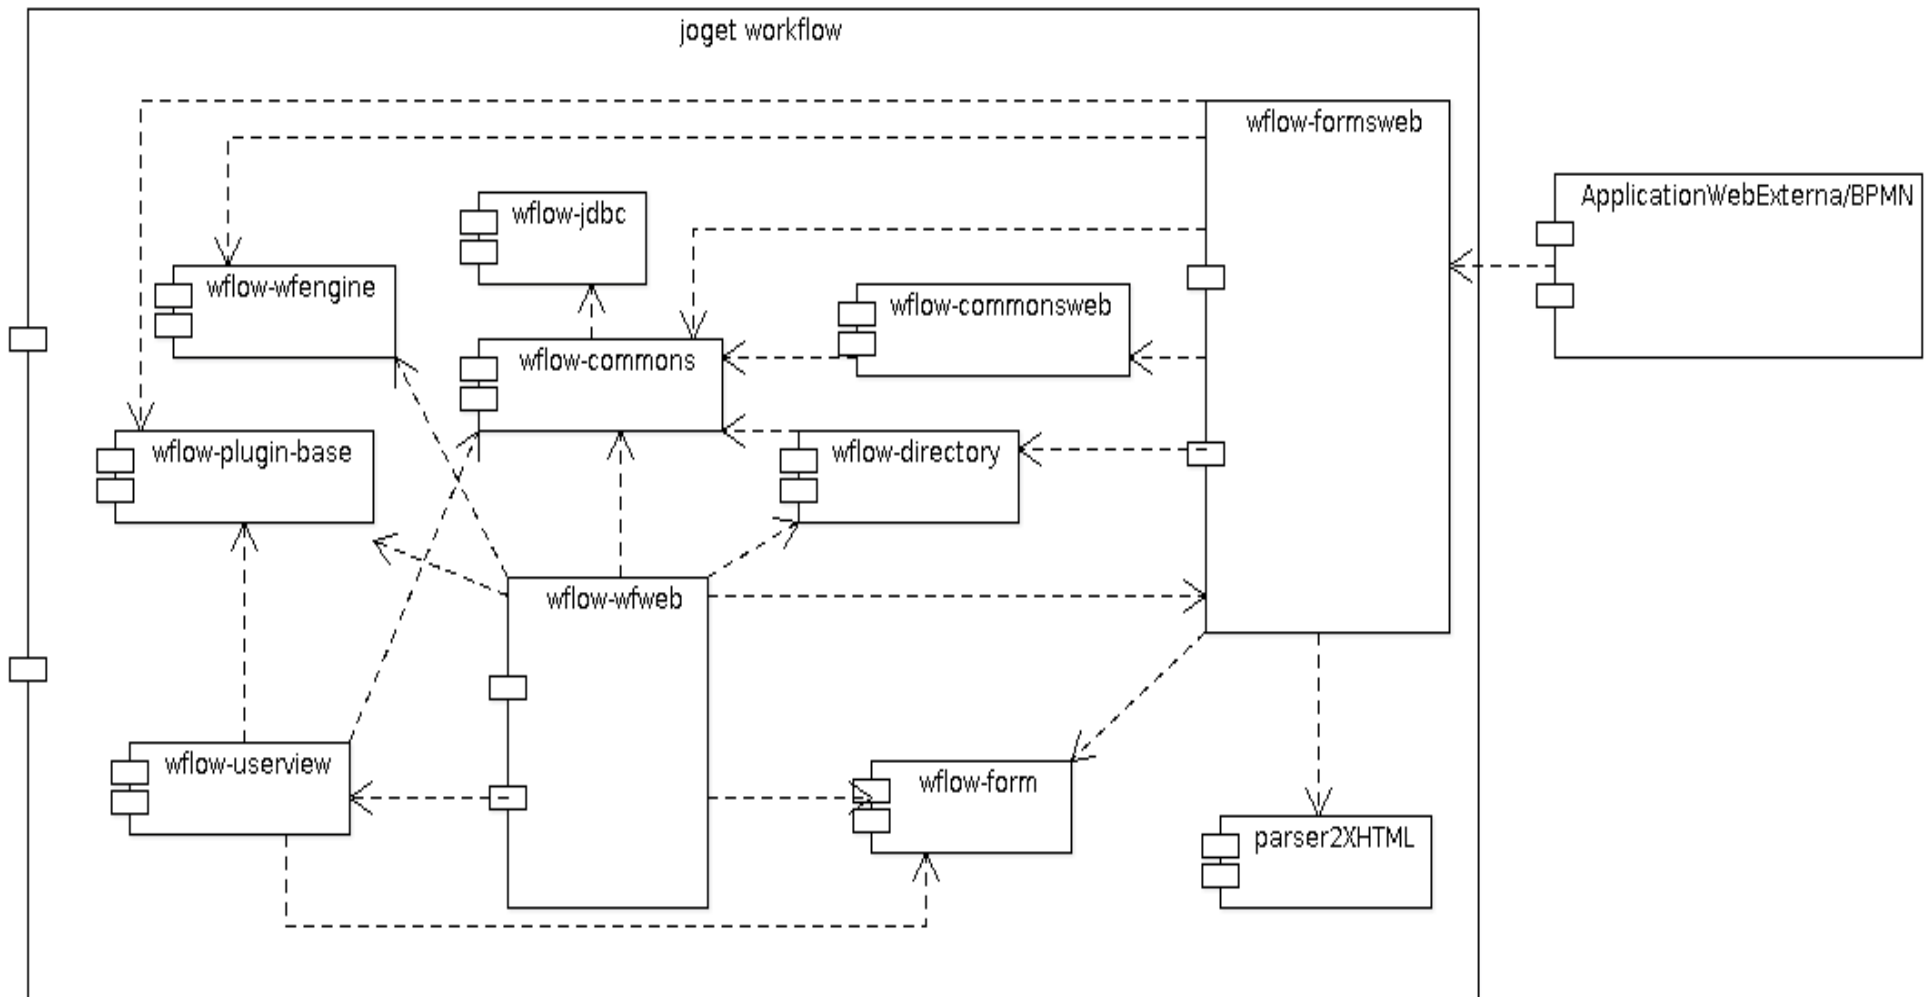 joget workflow
wflow-formsweb
ApplicationWebExterna/BPMN
wflow-jdbc
wflow-wfengine
wflow-commonsweb
wflow-commons
wflow-plugin-base
wflow-directory
wflow-wfweb
wflow-userview
wflow-form
parser2XHTML